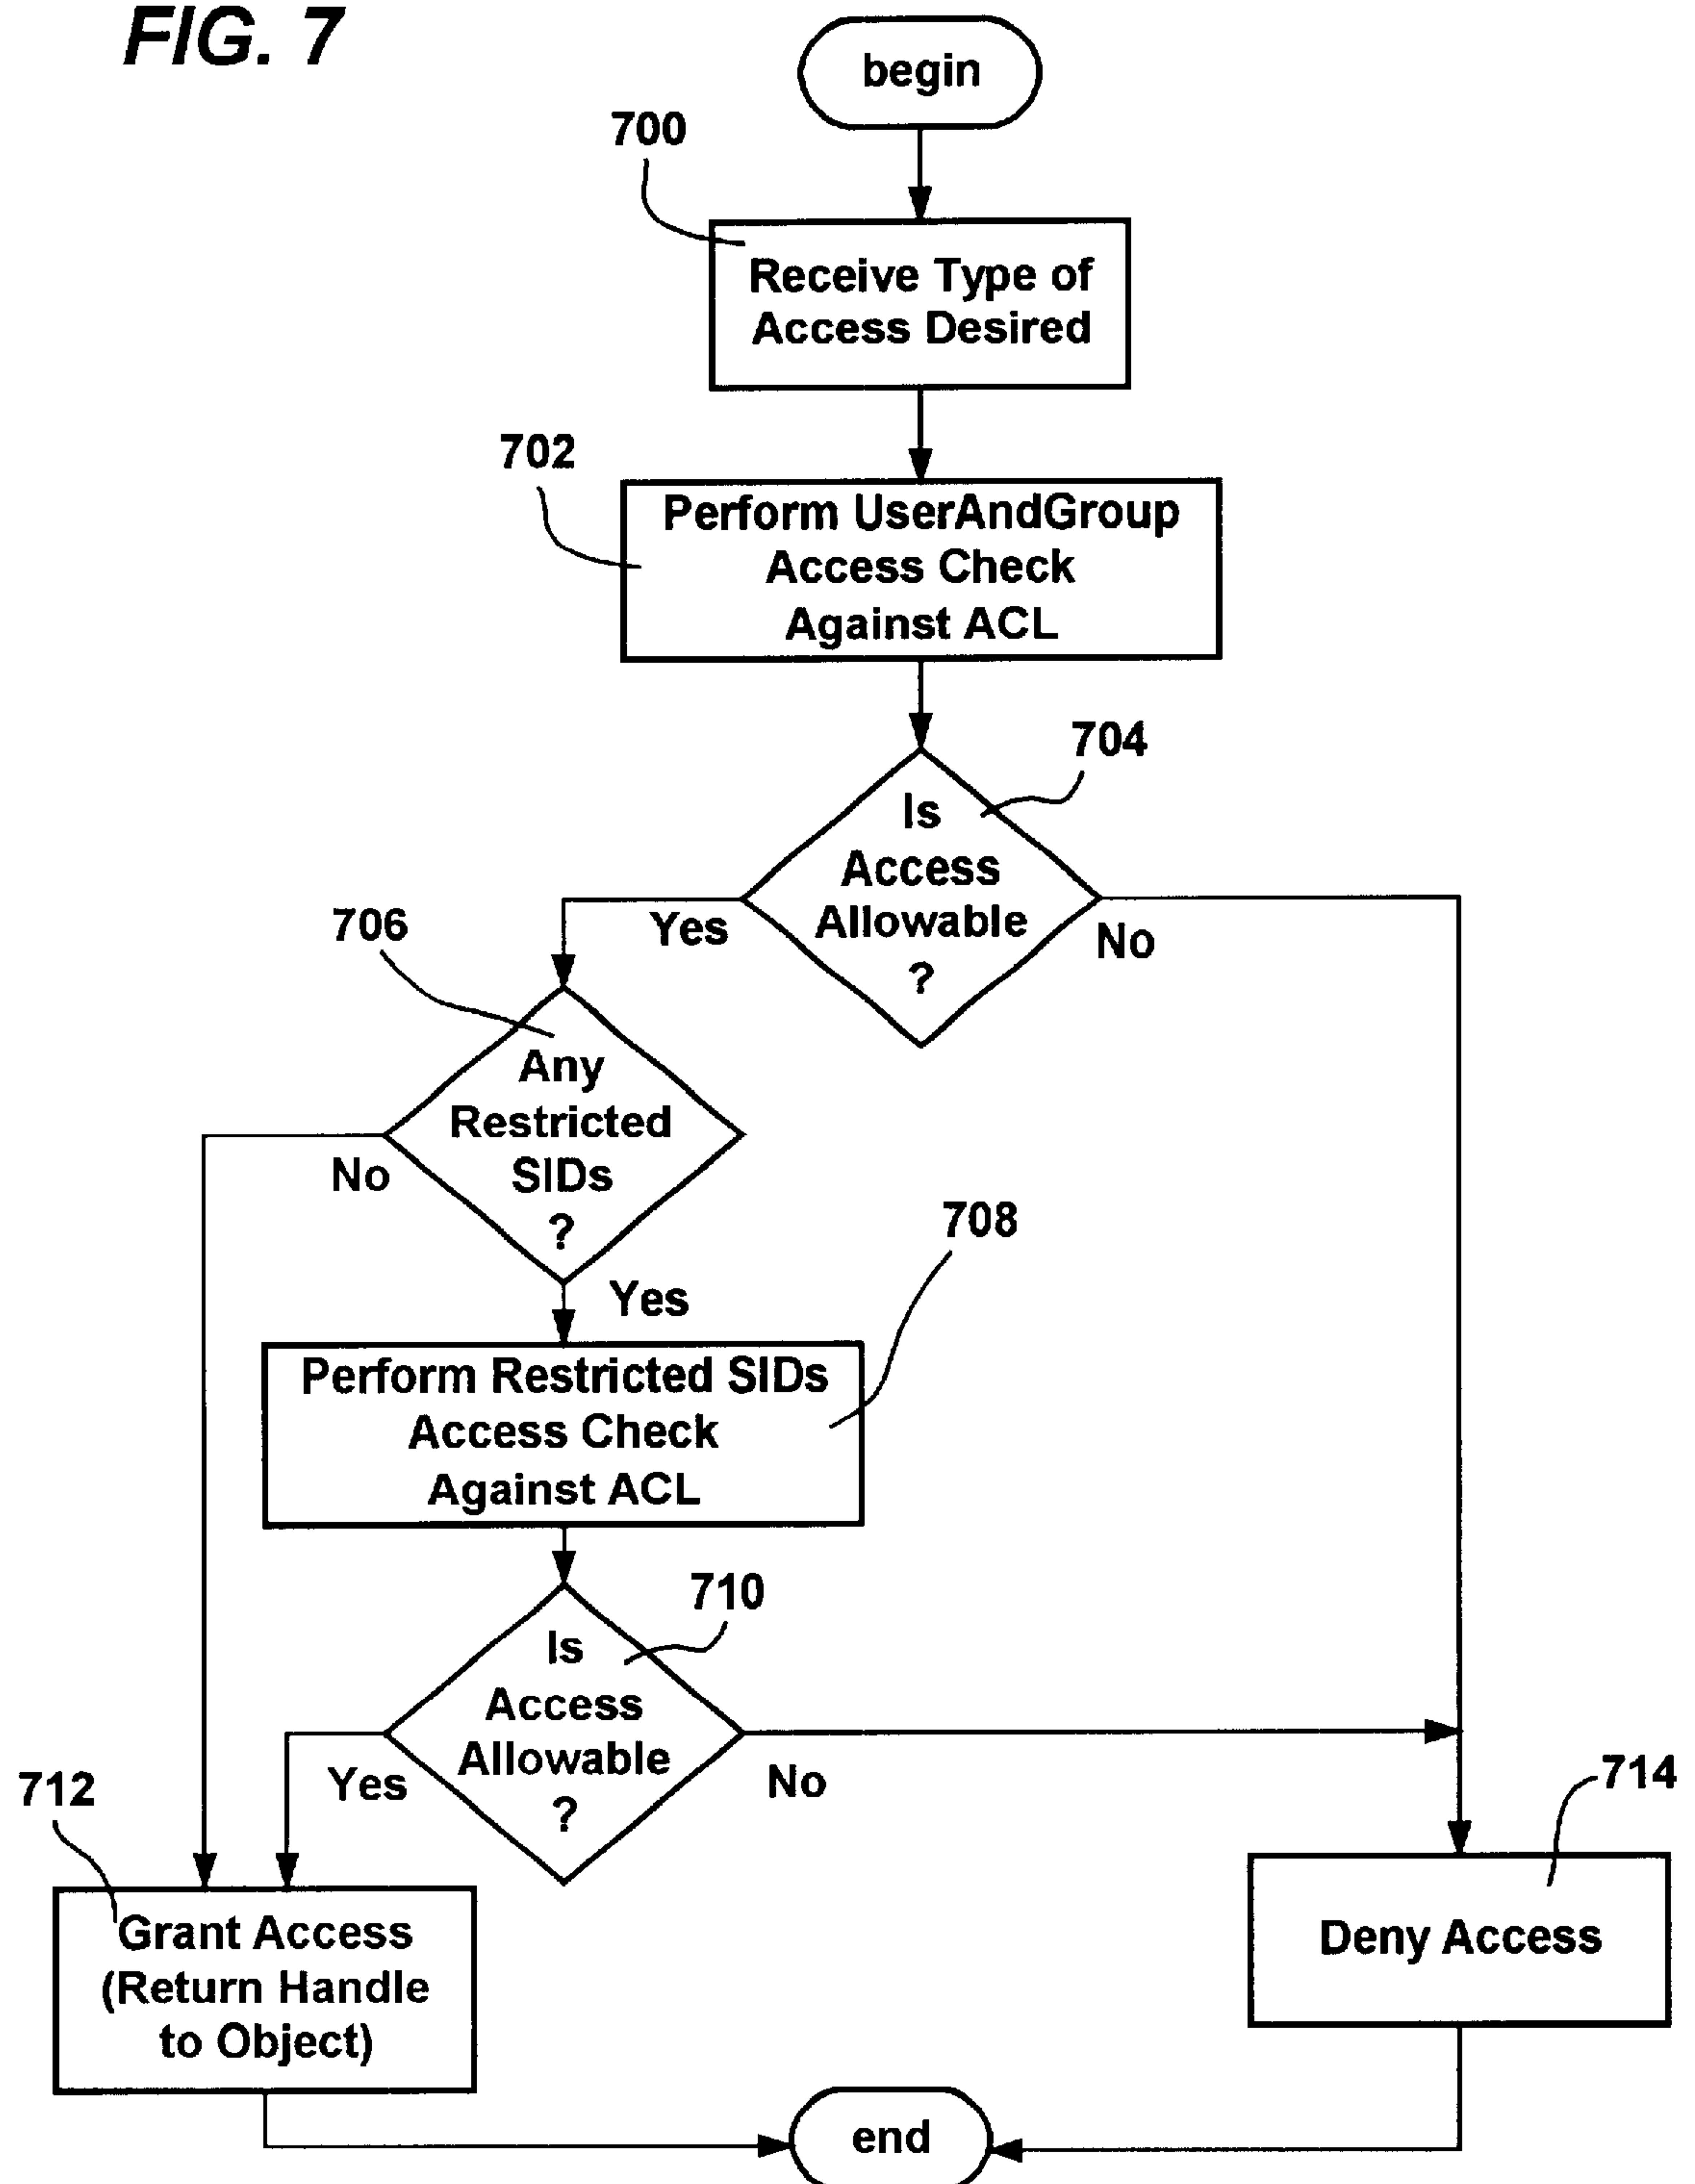 FIG. 7
begin
700
Receive Type of
Access Desired
702
Perform UserAndGroup
Access Check
Against ACL
704
Is
Access
Allowable
?
Yes
No
706
Any
Restricted
SIDs
?
No
Yes
708
Perform Restricted SIDs
Access Check
Against ACL
710
Is
Access
Allowable
?
Yes
No
712
Grant Access
(Return Handle
to Object)
714
Deny Access
end